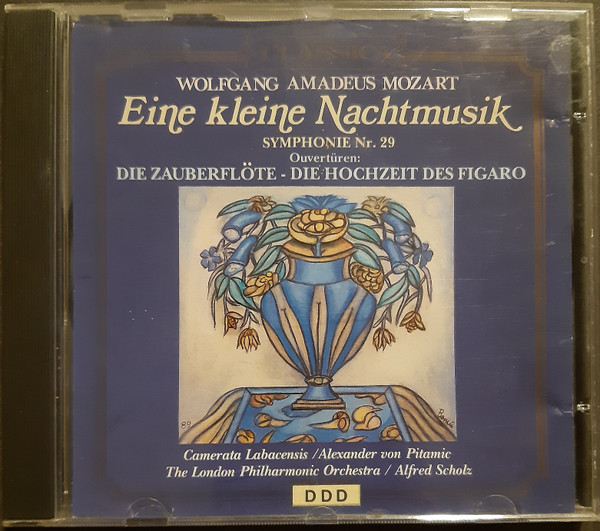 WOLFGANG AMADEUS MOZART
Eine kleine Nachtmusik
SYMPHONIE Nr. 29
Ouvertüren:
DIE ZAUBERFLÖTE - DIE HOCHZEIT DES FIGARO
89
Camerata Labacensis / Alexander von Pitamic
The London Philharmonic Orchestra / Alfred Scholz
DDD